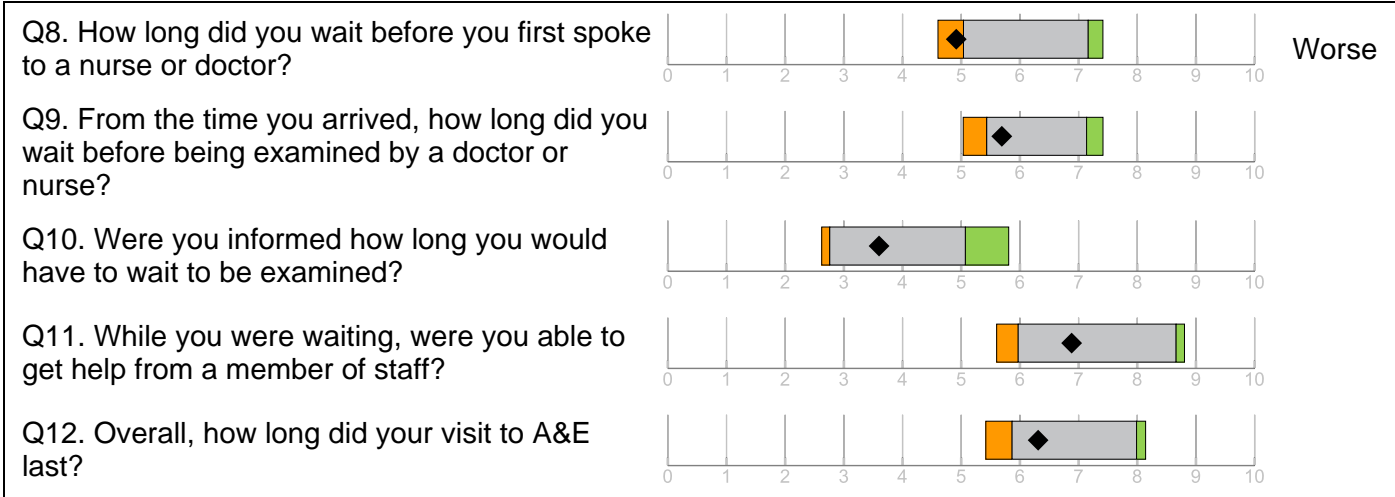 Q8. How long did you wait before you first spoke
to a nurse or doctor?
Worse
0 1 2 3 4 5 6 7 8 9 10
Q9. From the time you arrived, how long did you
wait before being examined by a doctor or
nurse?
0 1 2 3 4 5 6 7 8 9 10
Q10. Were you informed how long you would
have to wait to be examined?
0 1 2 3 4 5 6 7 8 9 10
Q11. While you were waiting, were you able to
get help from a member of staff?
0 1 2 3 4 5 6 7 8 9 10
Q12. Overall, how long did your visit to A&E
last?
0 1 2 3 4 5 6 7 8 9 10